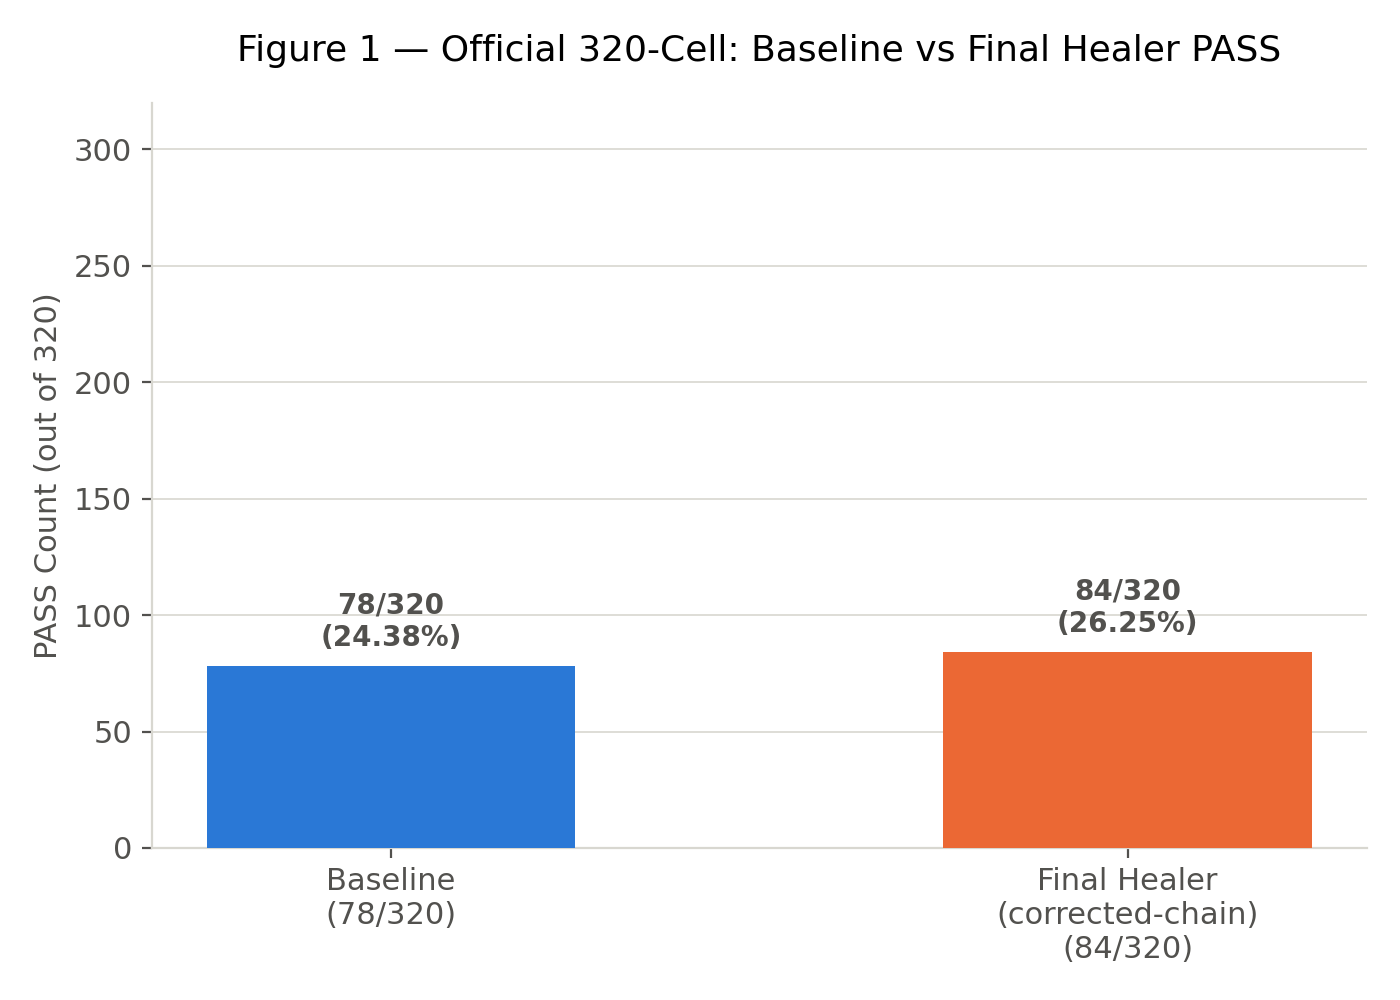 Figure 1 — Official 320-Cell: Baseline vs Final Healer PASS
PASS Count (out of 320)
300
250
200
150
100
50
0
78/320
(24.38%)
84/320
(26.25%)
Baseline
(78/320)
Final Healer
(corrected-chain)
(84/320)